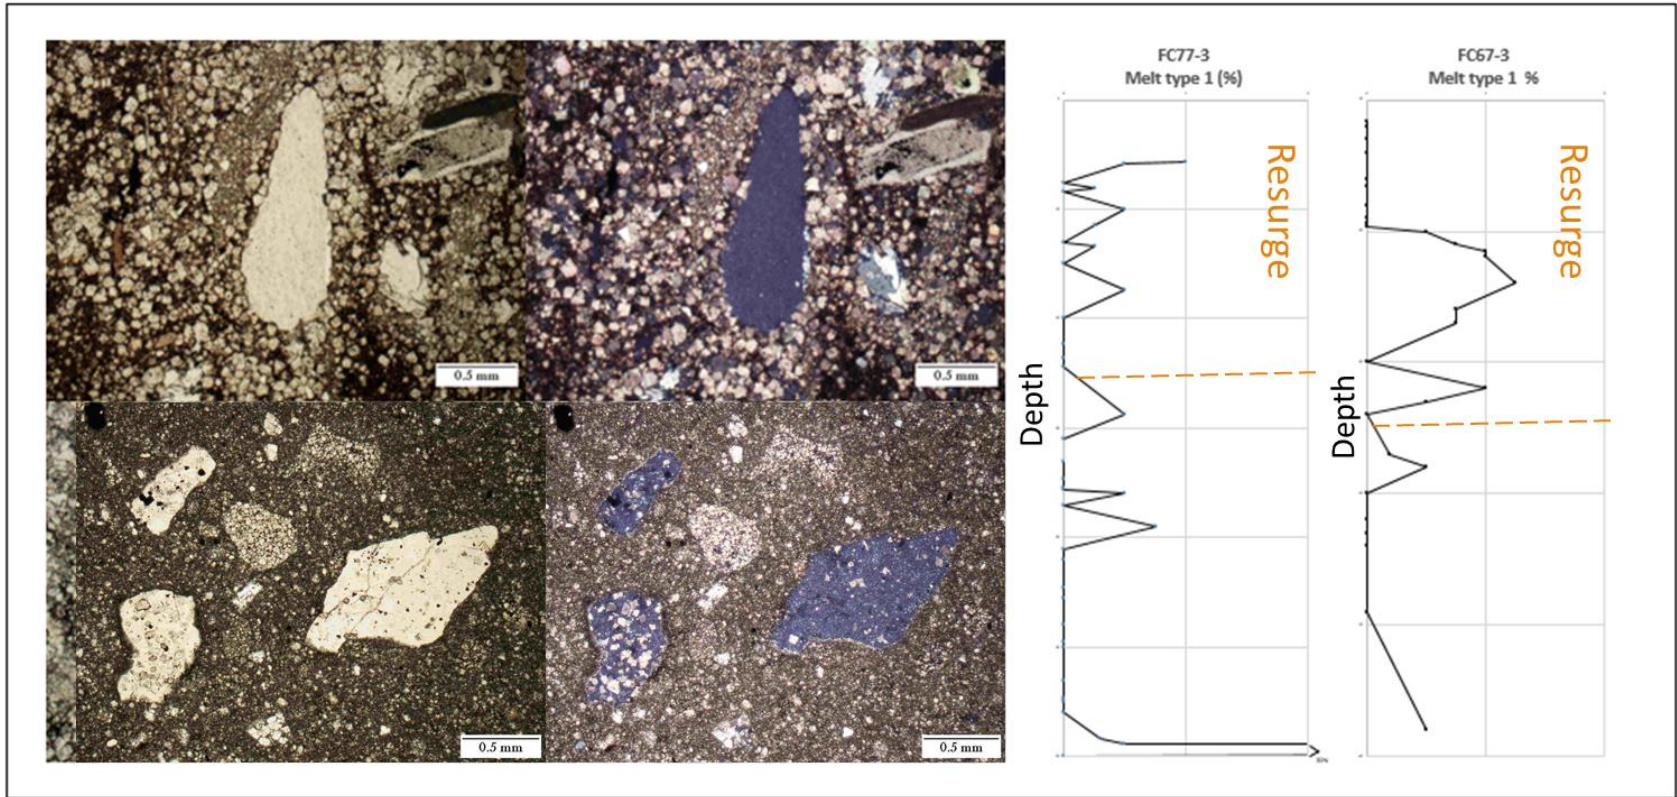 FC77-3
Melt type 1 (%)
FC67-3
Melt type 1 %
Resurge
Resurge
Depth
Depth
0.5 mm
0.5 mm
0.5 mm
0.5 mm